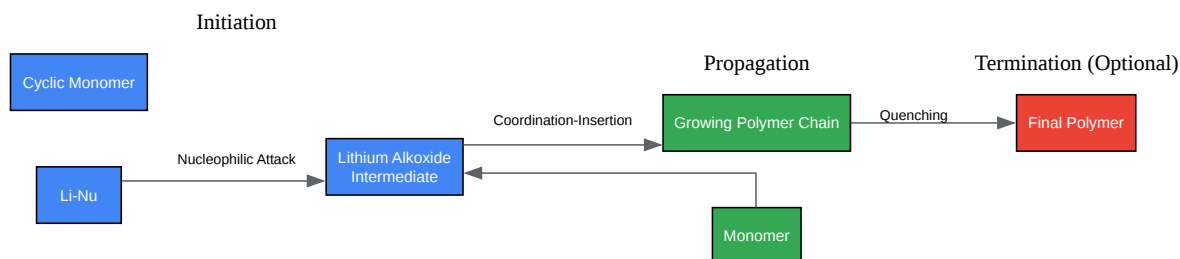 Initiation
Cyclic Monomer
Li-Nu
Nucleophilic Attack
Lithium Alkoxide
Intermediate
Coordination-Insertion
Propagation
Growing Polymer Chain
Monomer
Quenching
Termination (Optional)
Final Polymer